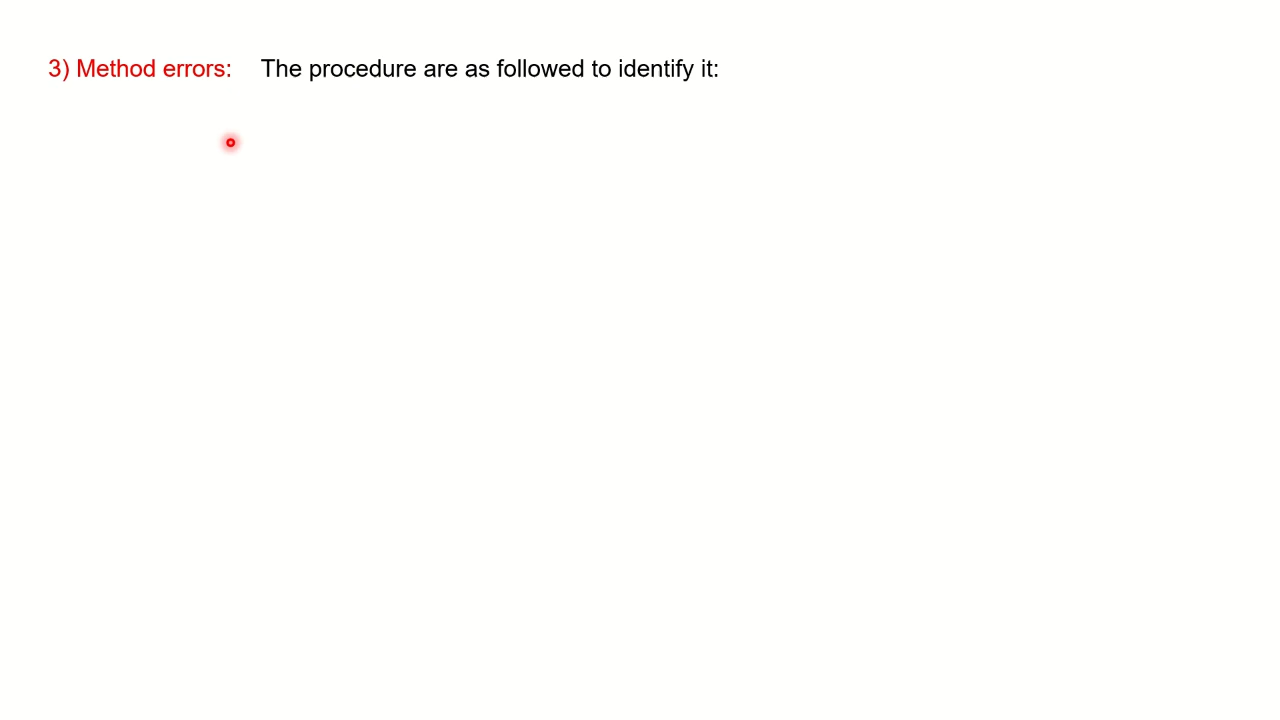 3) Method errors: The procedure are as followed to identify it: